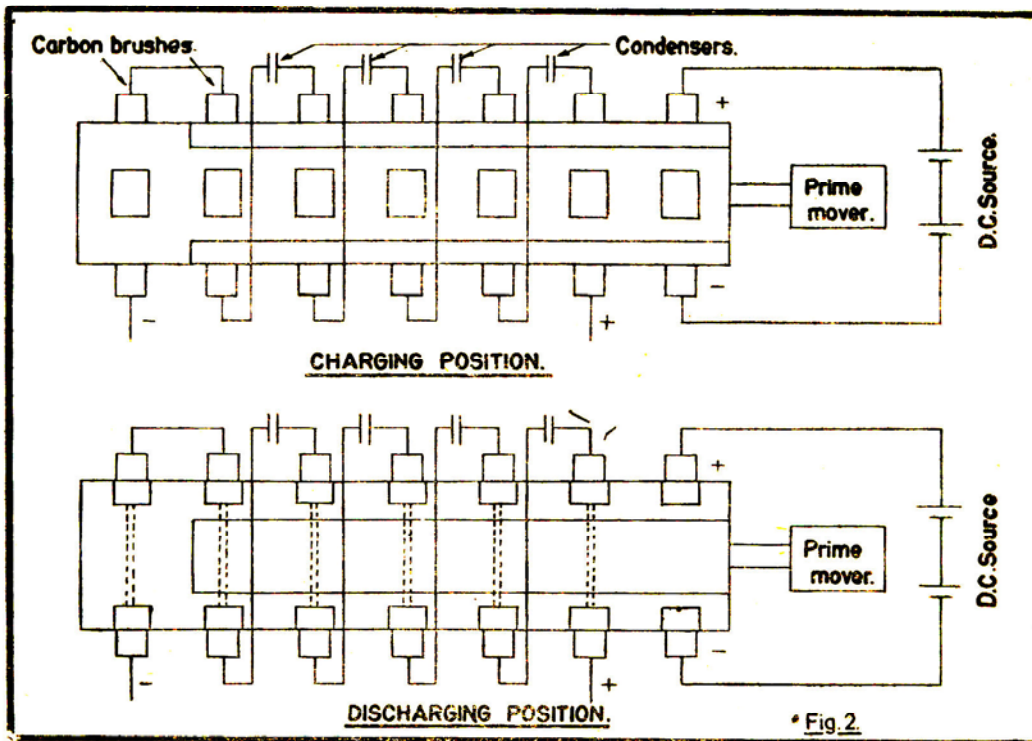 Carbon brushes.
Condensers.
+
Prime
mover.
D.C. Source.
-
-
+
CHARGING POSITION.
+
Prime
mover.
D.C. Source
-
-
+
DISCHARGING POSITION.
Fig. 2.